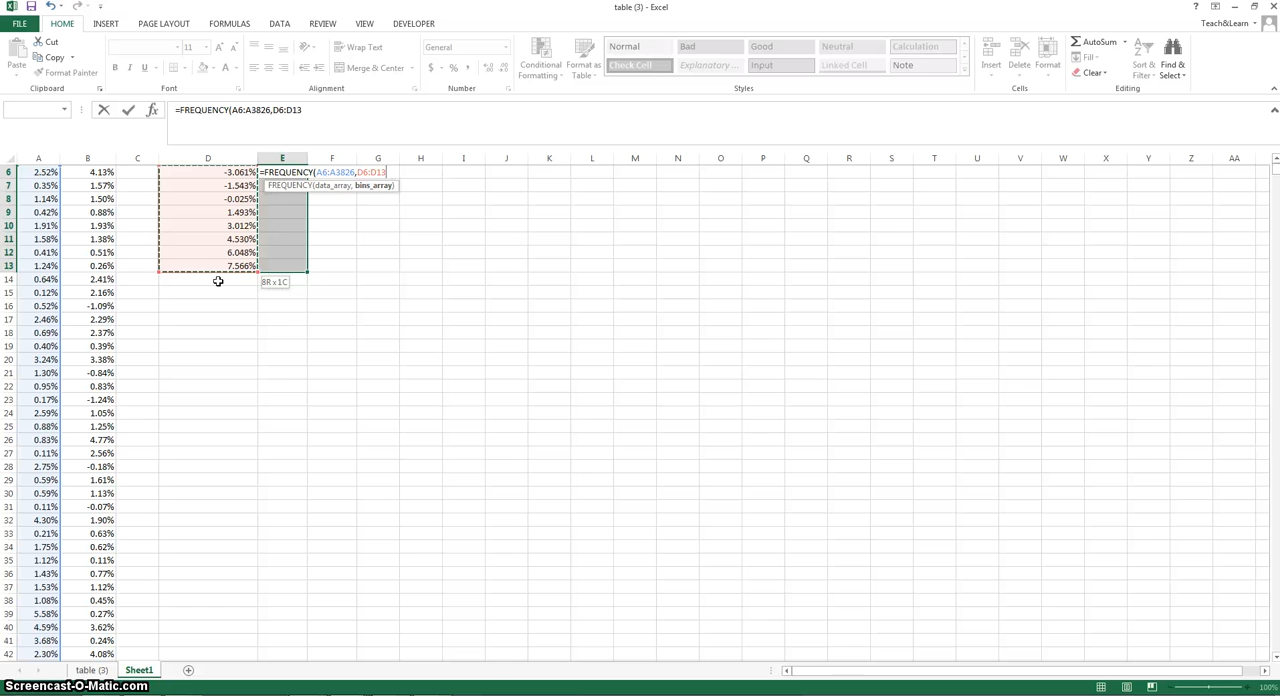 table (3) - Excel
FILE HOME INSERT PAGE LAYOUT FORMULAS DATA REVIEW VIEW DEVELOPER Teach&Learn
Paste Cut Copy Format Painter Clipboard
11 A A B I U A Font
Wrap Text Merge & Center Alignment
General $ % , Number
Conditional Formatting Format as Table
Normal Bad Good Neutral Calculation
Check Cell Explanatory ... Input Linked Cell Note
Styles
Insert Delete Format Cells
AutoSum Fill Clear Sort & Filter Find & Select Editing
fx =FREQUENCY(A6:A3826,D6:D13
A B C D E F G H I J K L M N O P Q R S T U V W X Y Z AA
6 2.52% 4.13% -3.061% =FREQUENCY(A6:A3826,D6:D13
7 0.35% 1.57% -1.543% FREQUENCY(data_array, bins_array)
8 1.14% 1.50% -0.025%
9 0.42% 0.88% 1.493%
10 1.91% 1.93% 3.012%
11 1.58% 1.38% 4.530%
12 0.41% 0.51% 6.048%
13 1.24% 0.26% 7.566%
14 0.64% 2.41% 8R x 1C
15 0.12% 2.16%
16 0.52% -1.09%
17 2.46% 2.29%
18 0.69% 2.37%
19 0.40% 0.39%
20 3.24% 3.38%
21 1.30% -0.84%
22 0.95% 0.83%
23 0.17% -1.24%
24 2.59% 1.05%
25 0.88% 1.25%
26 0.83% 4.77%
27 0.11% 2.56%
28 2.75% -0.18%
29 0.59% 1.61%
30 0.59% 1.13%
31 0.11% -0.07%
32 4.30% 1.90%
33 0.21% 0.63%
34 1.75% 0.62%
35 1.12% 0.11%
36 1.43% 0.77%
37 1.53% 1.12%
38 1.08% 0.45%
39 5.58% 0.27%
40 4.59% 3.62%
41 3.68% 0.24%
42 2.30% 4.08%
table (3) Sheet1
Screencast-O-Matic.com 100%